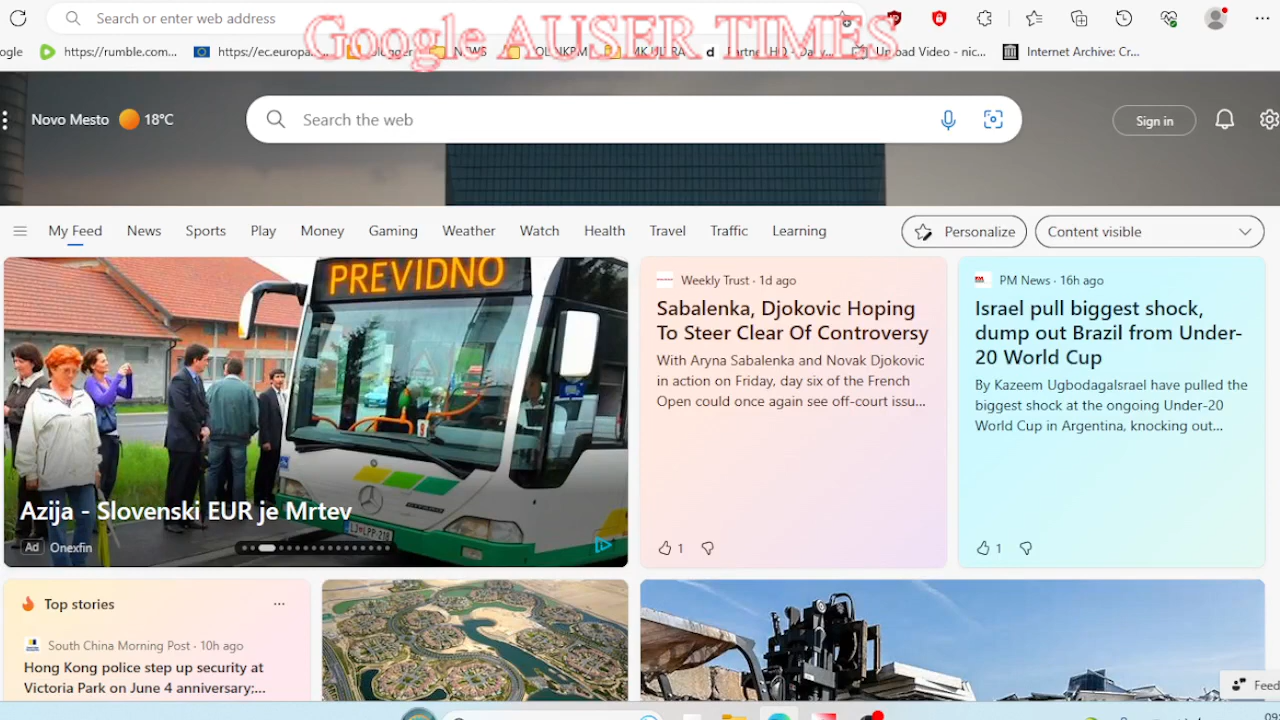 Search or enter web address
Google AUSER TIMES
ogle
https://rumble.com...
https://ec.europa...
NEWS
MK ULTRA
Internet Archive: Cr...
Novo Mesto
18°C
Search the web
Sign in
My Feed
News
Sports
Play
Money
Gaming
Weather
Watch
Health
Travel
Traffic
Learning
Personalize
Content visible
PREVIDNO
LJ LPP-218
Azija - Slovenski EUR je Mrtev
Ad
Onexfin
Weekly Trust · 1d ago
Sabalenka, Djokovic Hoping
To Steer Clear Of Controversy
With Aryna Sabalenka and Novak Djokovic
in action on Friday, day six of the French
Open could once again see off-court issu...
1
PM News · 16h ago
Israel pull biggest shock,
dump out Brazil from Under-
20 World Cup
By Kazeem UgbodagaIsrael have pulled the
biggest shock at the ongoing Under-20
World Cup in Argentina, knocking out...
1
Top stories
South China Morning Post · 10h ago
Hong Kong police step up security at
Victoria Park on June 4 anniversary;...
Feed